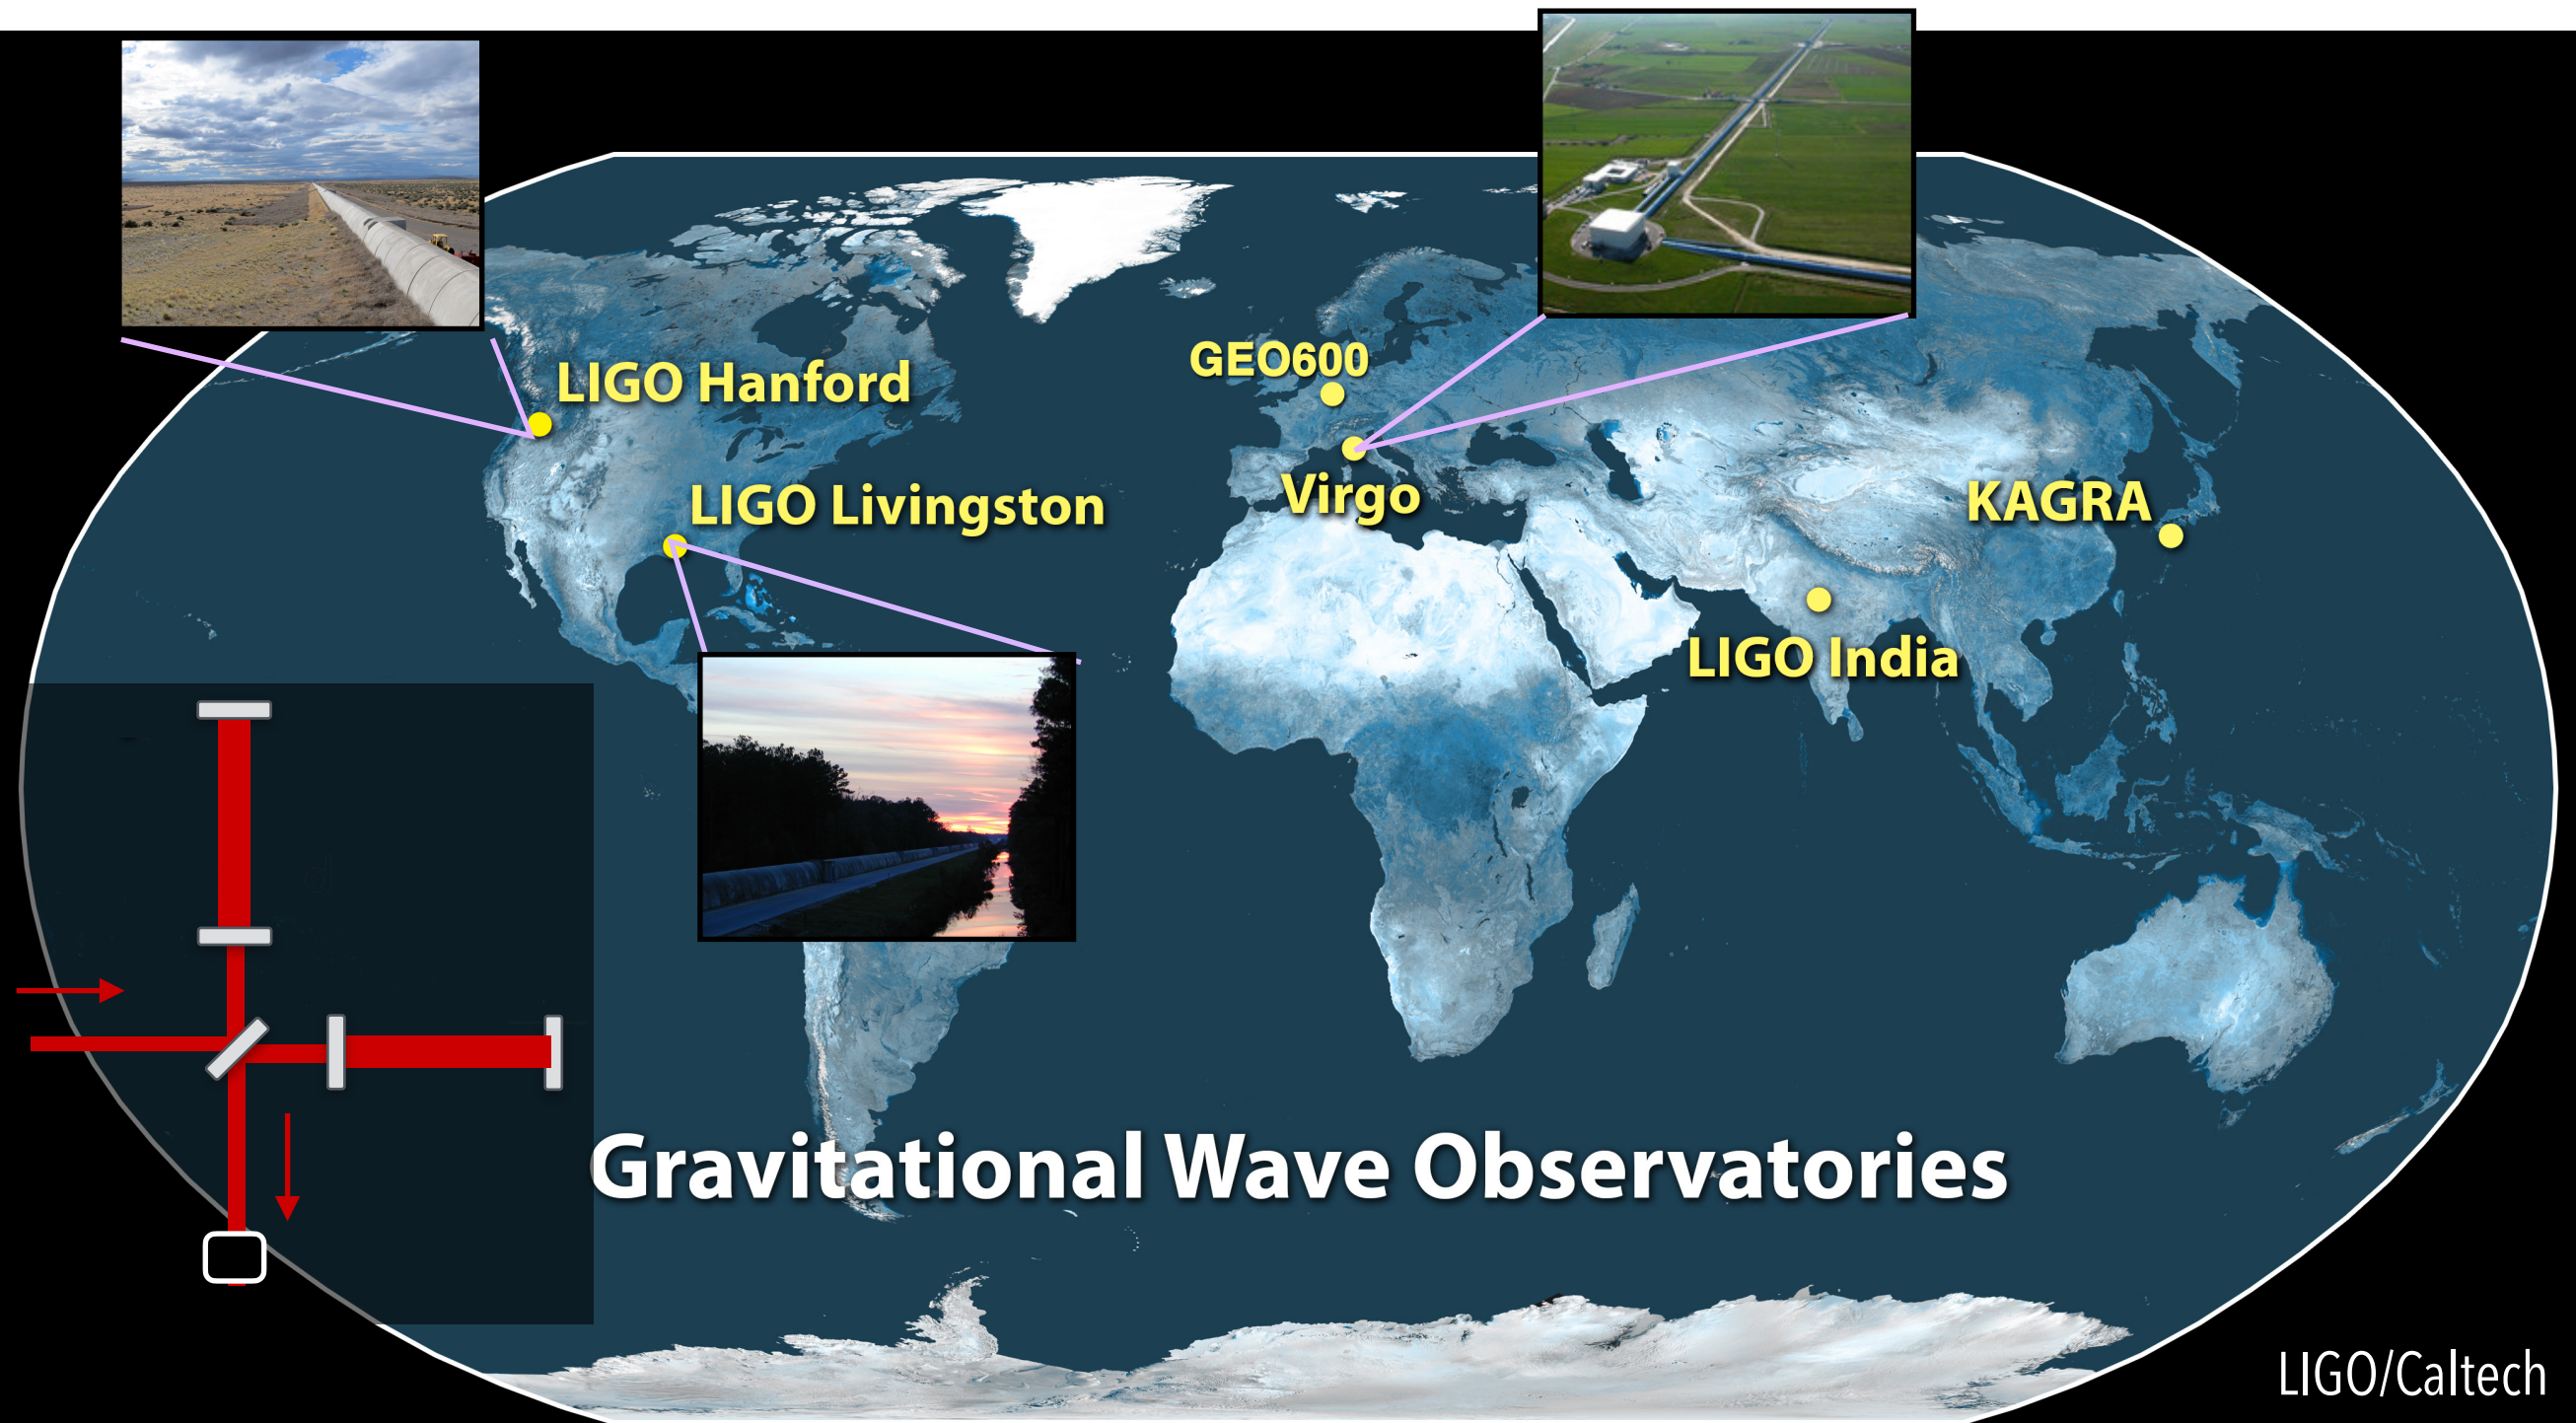 GEO600
LIGO Hanford
LIGO Livingston
Virgo
KAGRA
LIGO India
Gravitational Wave Observatories
LIGO/Caltech